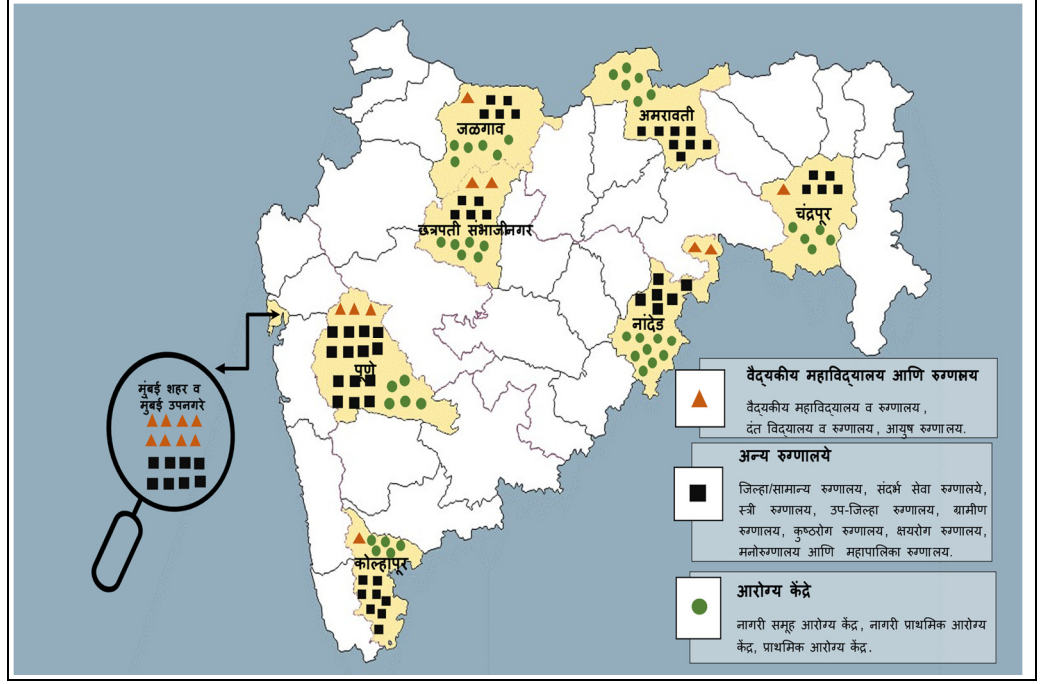 जळगाव
अमरावती
चंद्रपूर
छत्रपती संभाजीनगर
नांदेड
पूणे
मुंबई शहर व
मुंबई उपनगरे
कोल्हापूर
वैद्यकीय महाविद्यालय आणि रुग्णालय
वैद्यकीय महाविद्यालय व रुग्णालय,
दंत विद्यालय व रुग्णालय, आयुष रुग्णालय.
अन्य रुग्णालये
जिल्हा/सामान्य रुग्णालय, संदर्भ सेवा रुग्णालये,
स्त्री रुग्णालय, उप-जिल्हा रुग्णालय, ग्रामीण
रुग्णालय, कुष्ठरोग रुग्णालय, क्षयरोग रुग्णालय,
मनोरुग्णालय आणि महापालिका रुग्णालय.
आरोग्य केंद्रे
नागरी समूह आरोग्य केंद्र, नागरी प्राथमिक आरोग्य
केंद्र, प्राथमिक आरोग्य केंद्र.